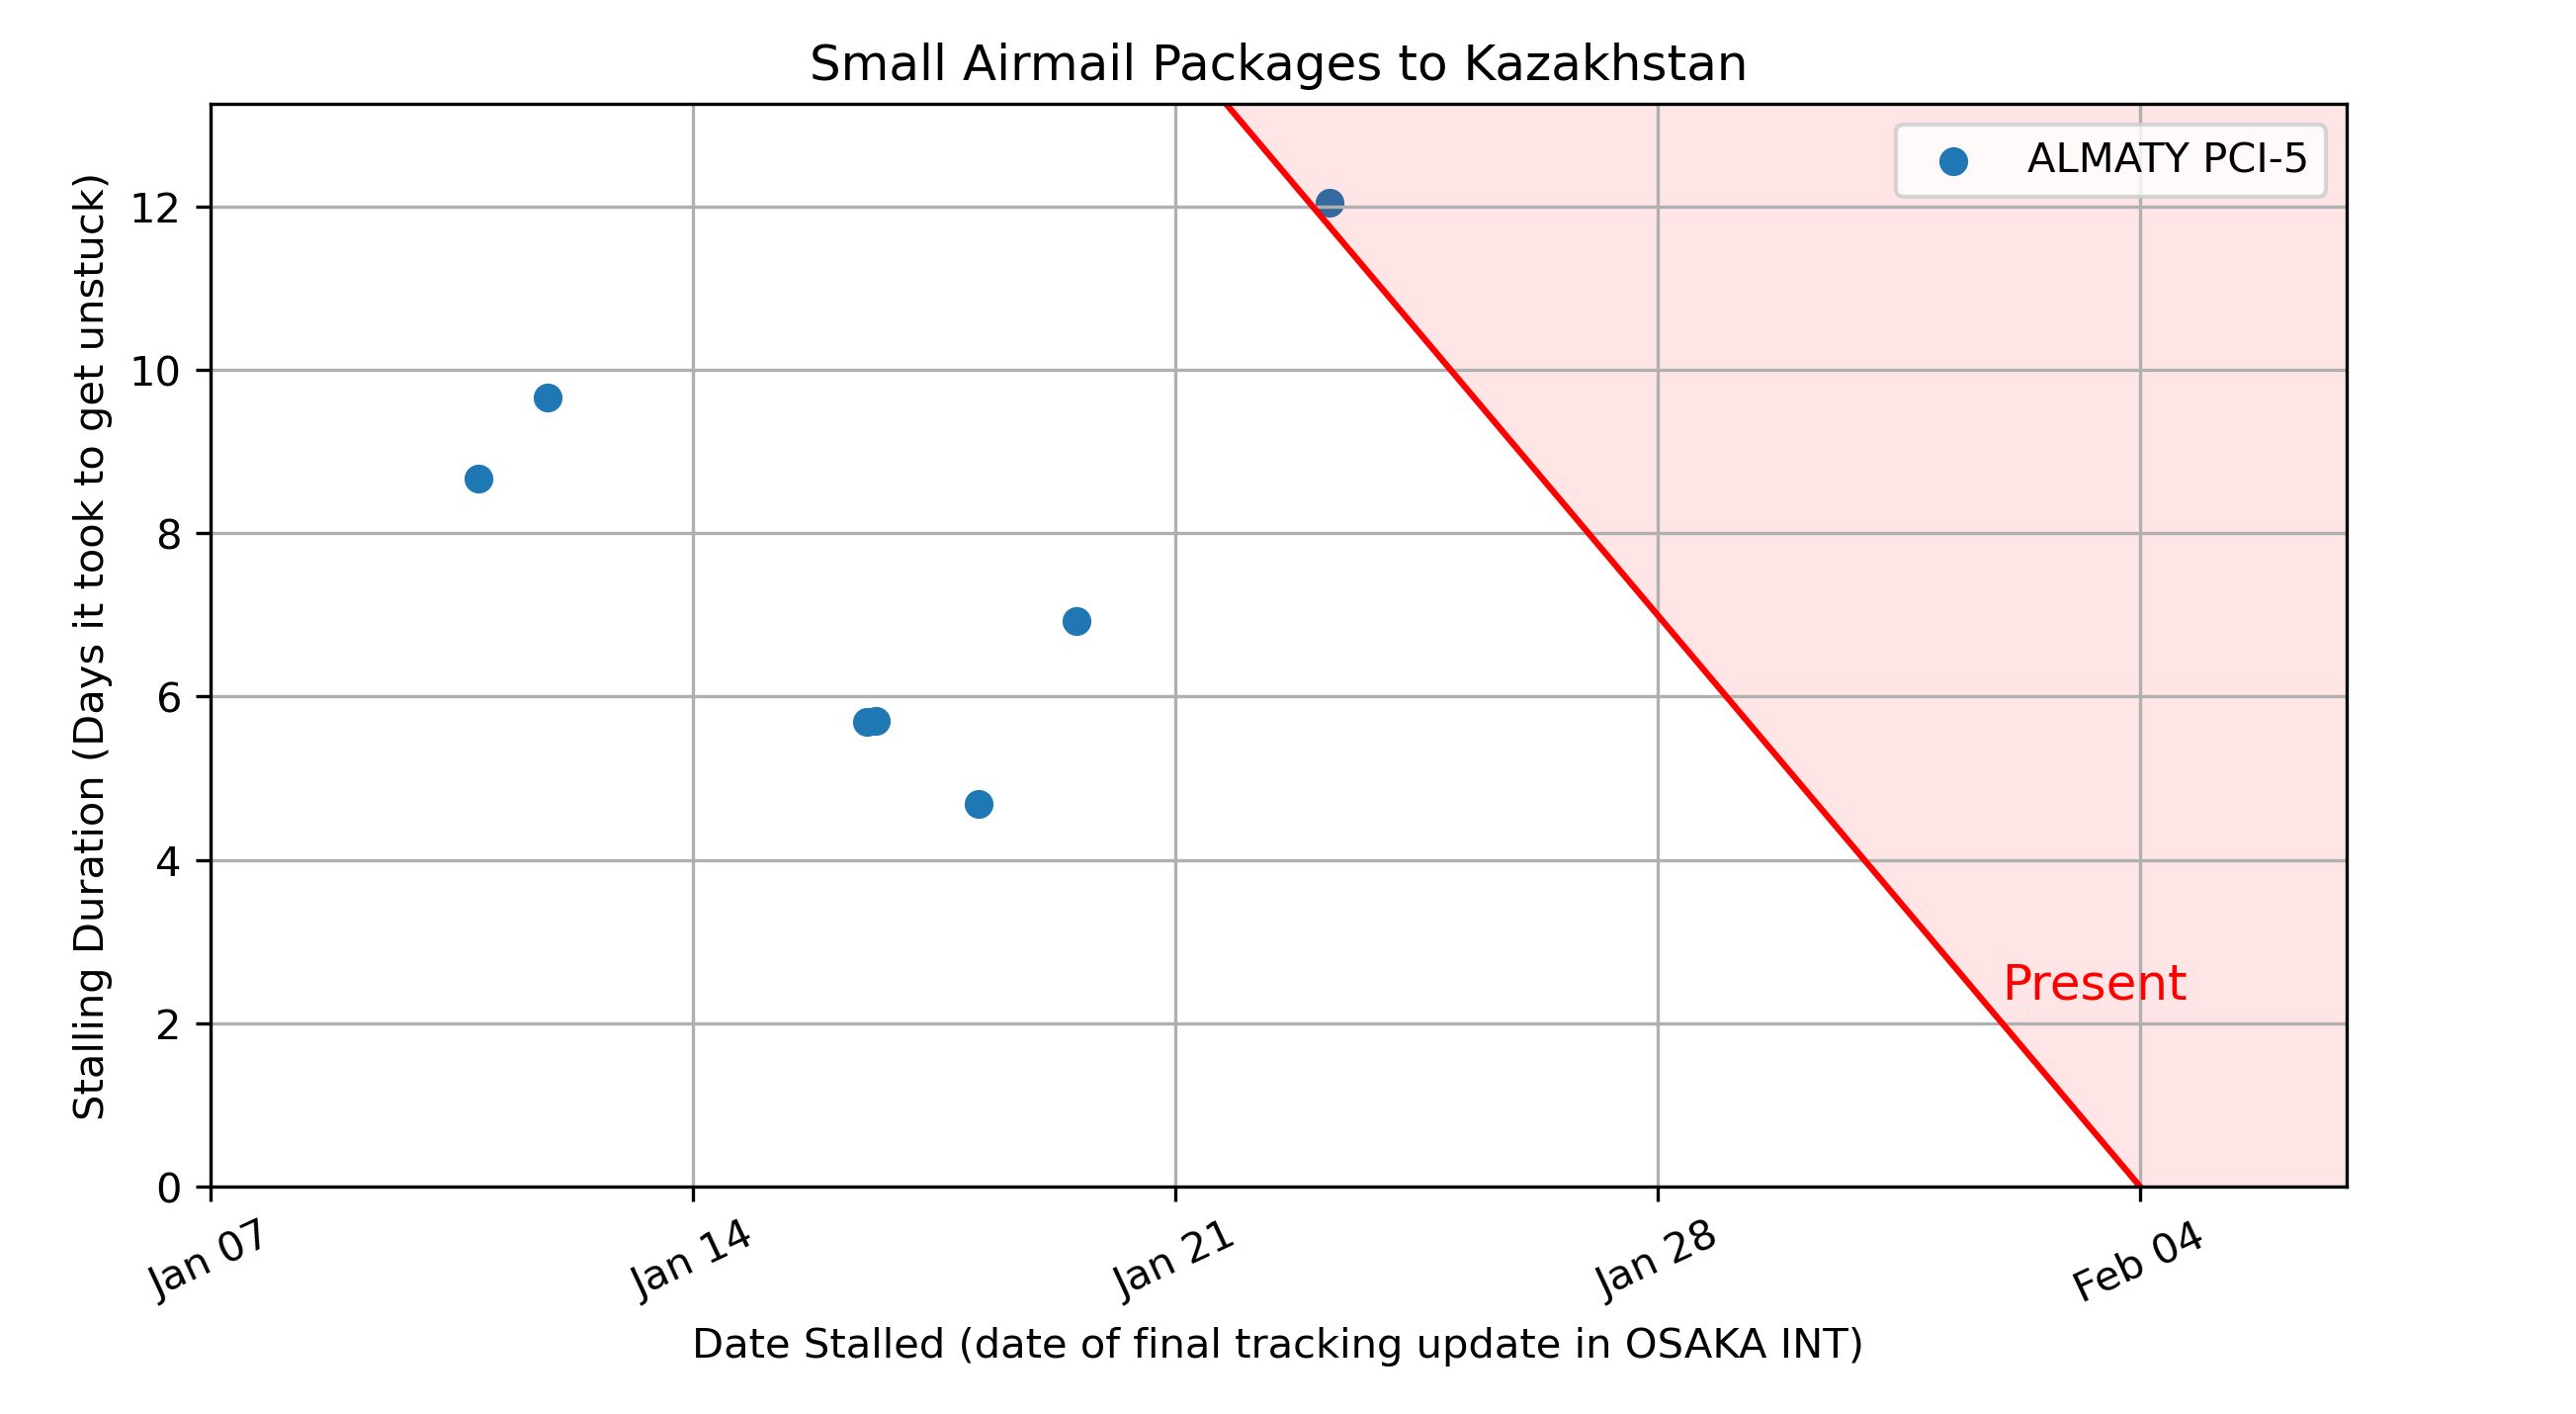 Small Airmail Packages to Kazakhstan
ALMATY PCI-5
Stalling Duration (Days it took to get unstuck)
12
10
8
6
4
2
0
Present
Jan 07
Jan 14
Jan 21
Jan 28
Feb 04
Date Stalled (date of final tracking update in OSAKA INT)